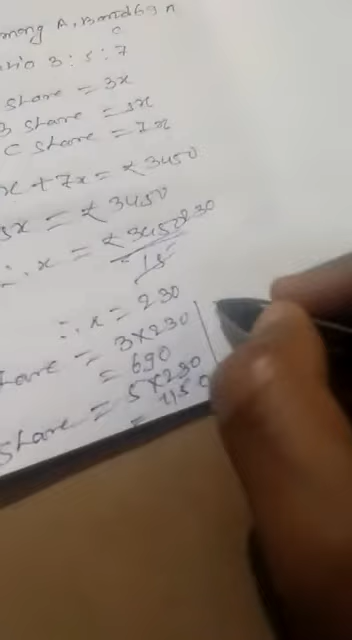 among A, B and
C
ratio 3 : 5 : 7
share = 3x
B share = 5x
C share = 7x
x + 7x = ₹3450
5x = ₹3450
∴ x = ₹3450 230
15
∴ x = 230
share = 3×230
= 690
share = 5×230
= 1150